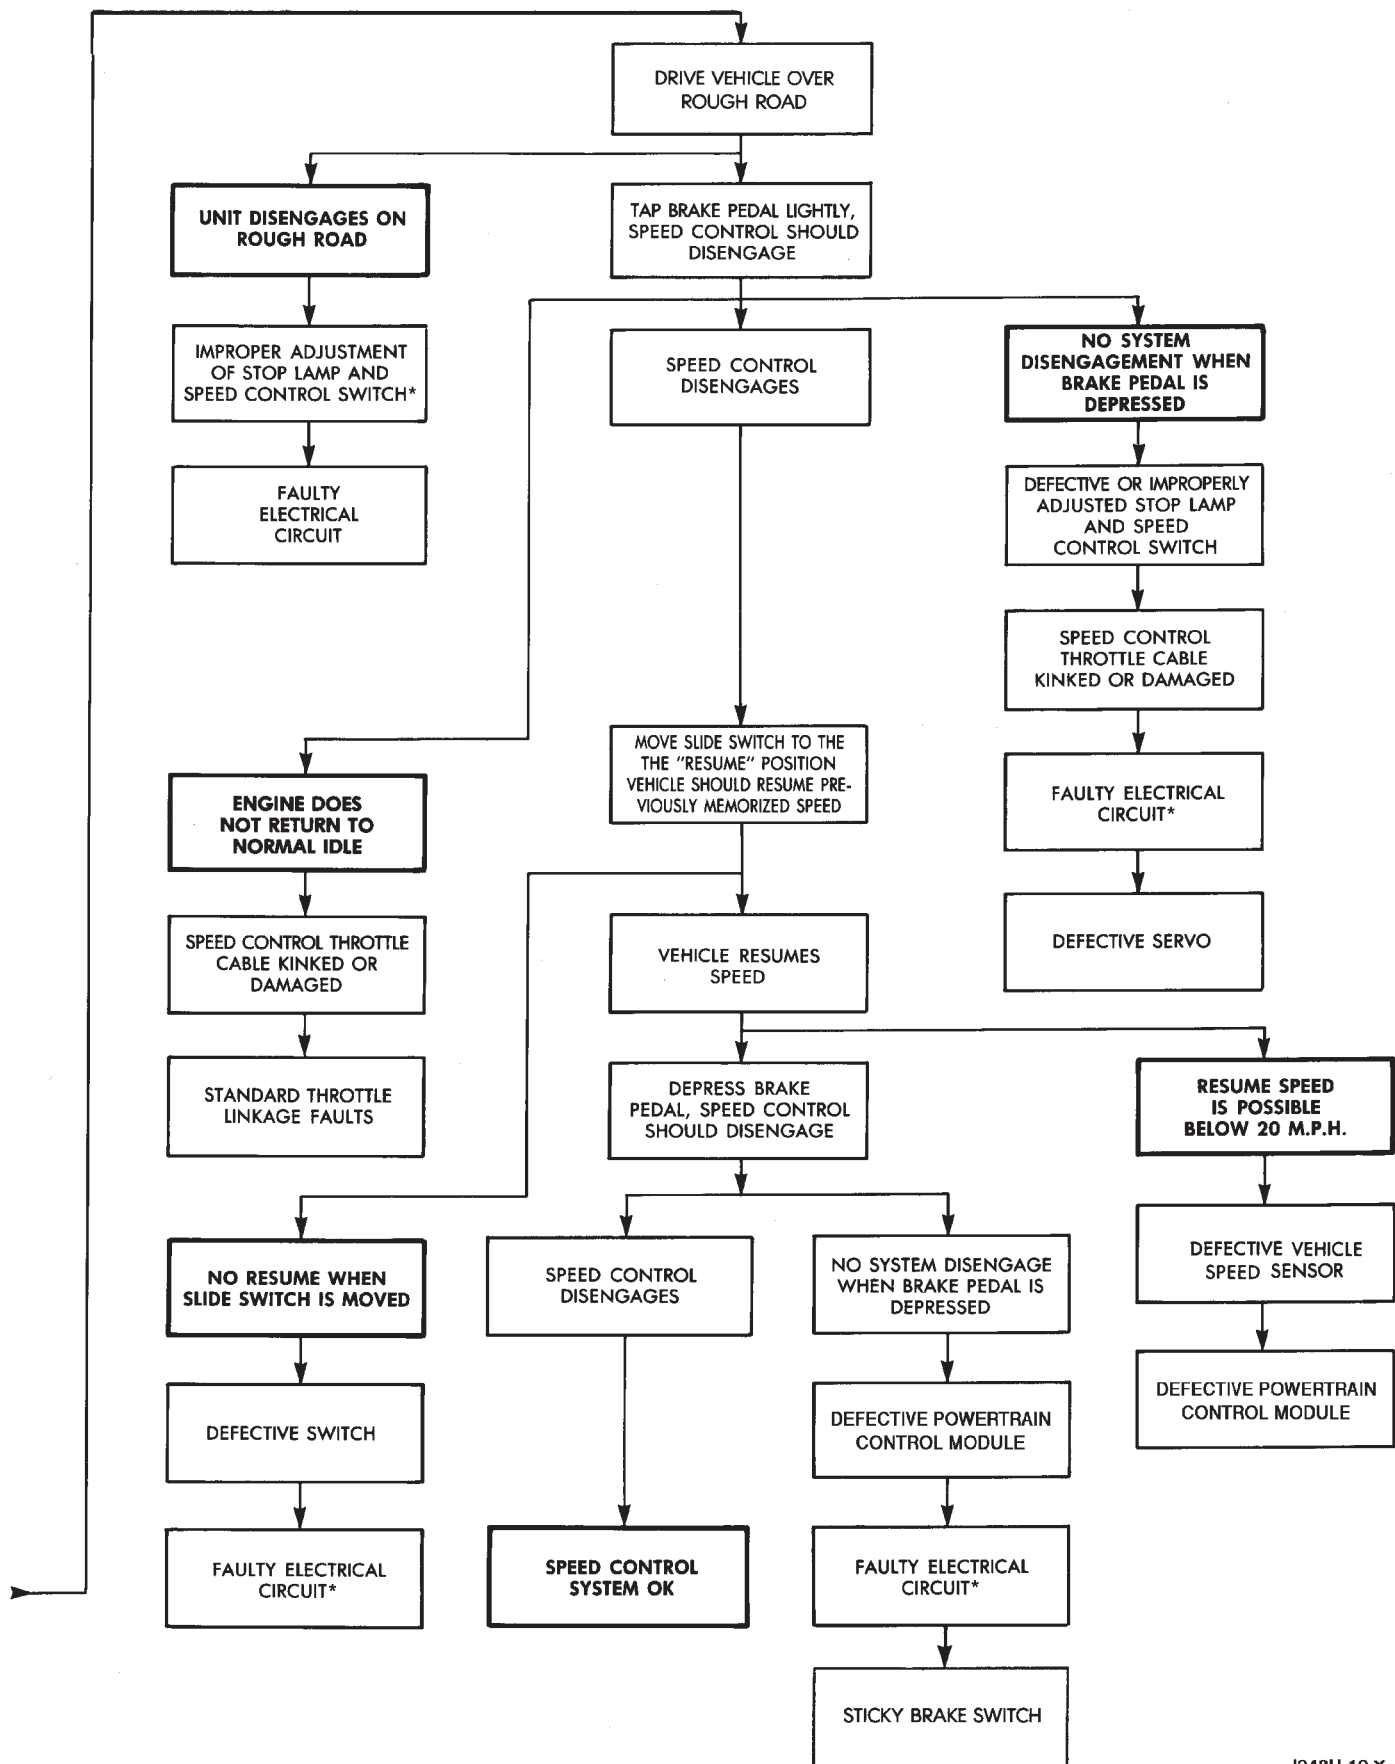 DRIVE VEHICLE OVER
ROUGH ROAD
UNIT DISENGAGES ON
ROUGH ROAD
TAP BRAKE PEDAL LIGHTLY,
SPEED CONTROL SHOULD
DISENGAGE
IMPROPER ADJUSTMENT
OF STOP LAMP AND
SPEED CONTROL SWITCH*
SPEED CONTROL
DISENGAGES
NO SYSTEM
DISENGAGEMENT WHEN
BRAKE PEDAL IS
DEPRESSED
FAULTY
ELECTRICAL
CIRCUIT
DEFECTIVE OR IMPROPERLY
ADJUSTED STOP LAMP
AND SPEED
CONTROL SWITCH
SPEED CONTROL
THROTTLE CABLE
KINKED OR DAMAGED
ENGINE DOES
NOT RETURN TO
NORMAL IDLE
MOVE SLIDE SWITCH TO THE
THE "RESUME" POSITION
VEHICLE SHOULD RESUME PRE-
VIOUSLY MEMORIZED SPEED
FAULTY ELECTRICAL
CIRCUIT*
SPEED CONTROL THROTTLE
CABLE KINKED OR
DAMAGED
VEHICLE RESUMES
SPEED
DEFECTIVE SERVO
STANDARD THROTTLE
LINKAGE FAULTS
DEPRESS BRAKE
PEDAL, SPEED CONTROL
SHOULD DISENGAGE
RESUME SPEED
IS POSSIBLE
BELOW 20 M.P.H.
NO RESUME WHEN
SLIDE SWITCH IS MOVED
SPEED CONTROL
DISENGAGES
NO SYSTEM DISENGAGE
WHEN BRAKE PEDAL IS
DEPRESSED
DEFECTIVE VEHICLE
SPEED SENSOR
DEFECTIVE SWITCH
DEFECTIVE POWERTRAIN
CONTROL MODULE
DEFECTIVE POWERTRAIN
CONTROL MODULE
FAULTY ELECTRICAL
CIRCUIT*
SPEED CONTROL
SYSTEM OK
FAULTY ELECTRICAL
CIRCUIT*
STICKY BRAKE SWITCH